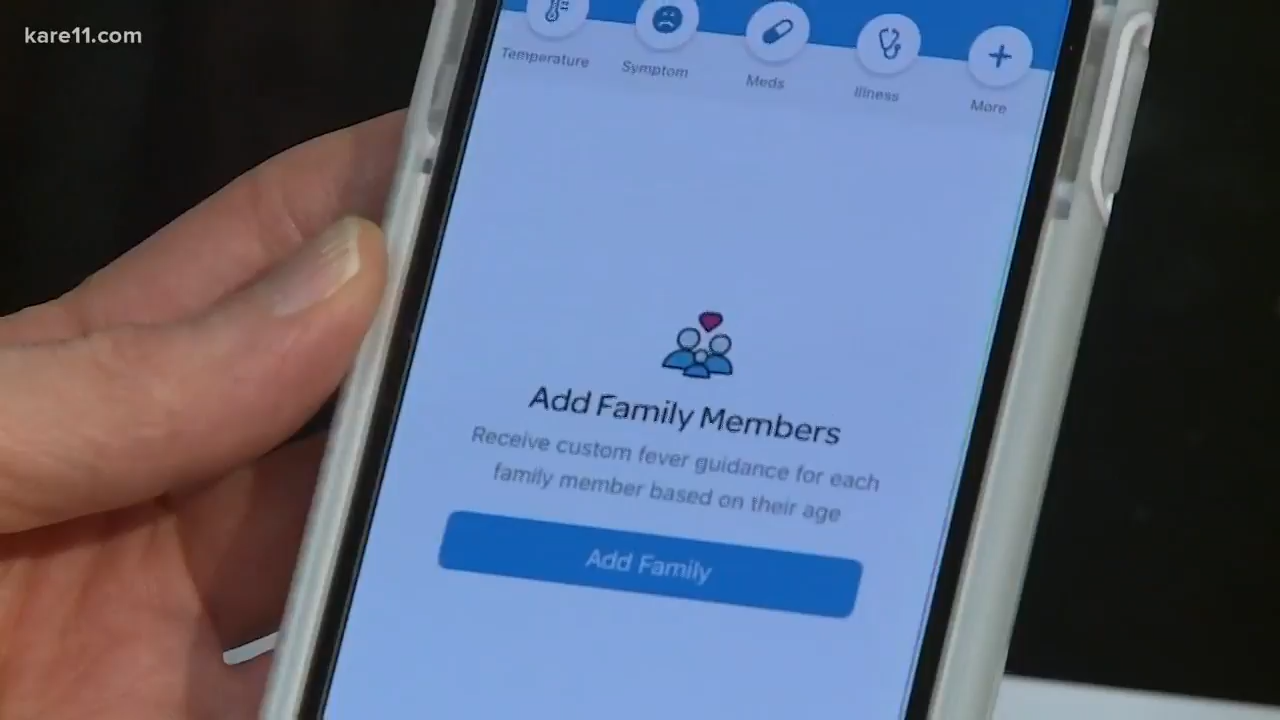 kare11.com
Temperature
Symptom
Meds
Illness
More
Add Family Members
Receive custom fever guidance for each
family member based on their age
Add Family